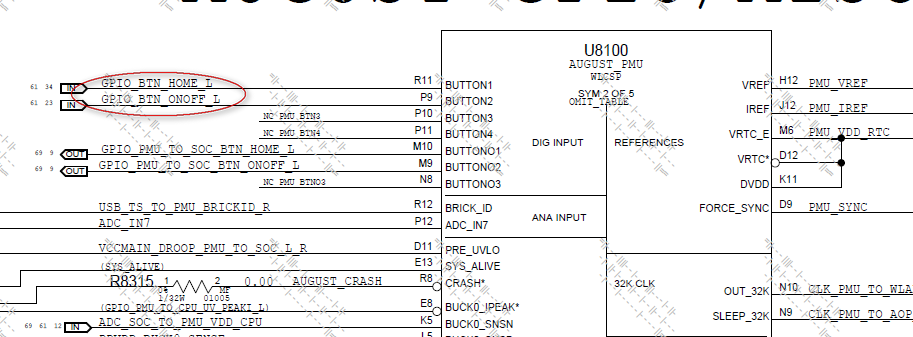 U8100
AUGUST PMU
WLCSP
SYM 2 OF 5
OMIT_TABLE
61 34 IN GPIO_BTN_HOME_L R11 BUTTON1
61 23 IN GPIO_BTN_ONOFF_L P9 BUTTON2
NC_PMU_BTN3 P10 BUTTON3
NC_PMU_BTN4 P11 BUTTON4
69 9 OUT GPIO_PMU_TO_SOC_BTN_HOME_L M10 BUTTONO1
69 9 OUT GPIO_PMU_TO_SOC_BTN_ONOFF_L M9 BUTTONO2
NC_PMU_BTNO3 N8 BUTTONO3
DIG INPUT
REFERENCES
VREF H12 PMU_VREF
IREF J12 PMU_IREF
VRTC_E M6 PMU_VDD_RTC
VRTC* D12
DVDD K11
USB_TS_TO_PMU_BRICKID_R R12 BRICK_ID
ADC_IN7 P12 ADC_IN7
ANA INPUT
FORCE_SYNC D9 PMU_SYNC
VCCMAIN_DROOP_PMU_TO_SOC_L_R D11 PRE_UVLO
(SYS_ALIVE) E13 SYS_ALIVE
R8315 1 2 0.00 AUGUST_CRASH R8 CRASH*
0%
1/32W
MF
01005
(GPIO_PMU_TO_CPU_UV_PEAKI_L) E8 BUCK0_IPEAK*
69 61 12 IN ADC_SOC_TO_PMU_VDD_CPU K5 BUCK0_SNSN
32K CLK
OUT_32K N10 CLK_PMU_TO_WLA
SLEEP_32K N9 CLK_PMU_TO_AOP